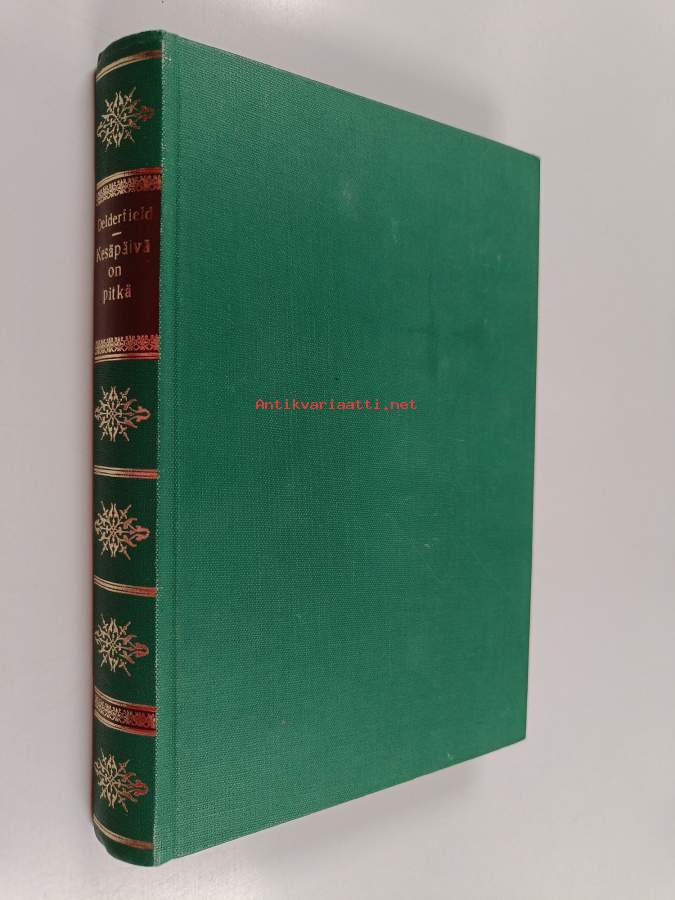 Delderfield
Kesäpäivä
on
pitkä
Antikvariaatti.net